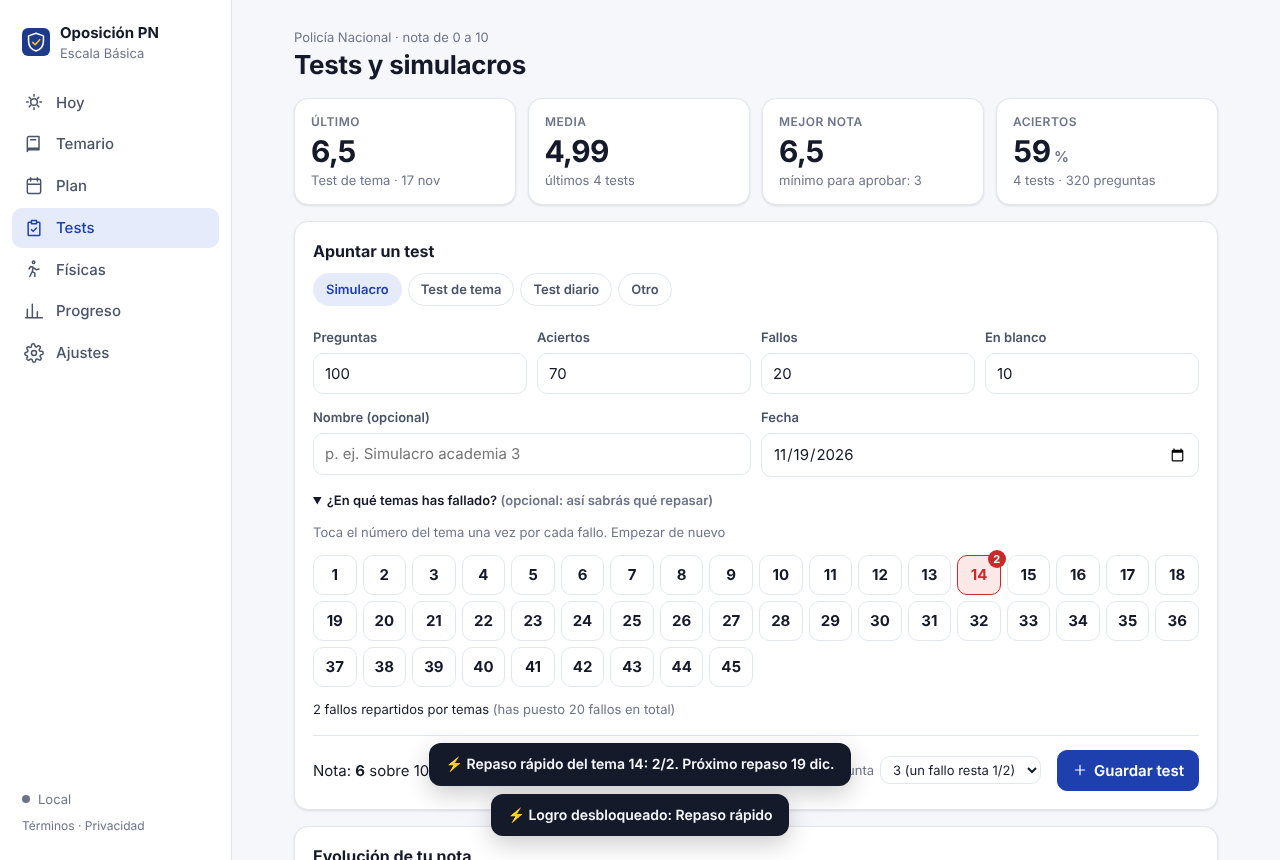 Oposición PN
Escala Básica
Hoy
Temario
Plan
Tests
Físicas
Progreso
Ajustes
Local
Términos · Privacidad
Policía Nacional · nota de 0 a 10
Tests y simulacros
ÚLTIMO
6,5
Test de tema · 17 nov
MEDIA
4,99
últimos 4 tests
MEJOR NOTA
6,5
mínimo para aprobar: 3
ACIERTOS
59 %
4 tests · 320 preguntas
Apuntar un test
Simulacro Test de tema Test diario Otro
Preguntas Aciertos Fallos En blanco
100 70 20 10
Nombre (opcional) Fecha
p. ej. Simulacro academia 3 11/19/2026
¿En qué temas has fallado? (opcional: así sabrás qué repasar)
Toca el número del tema una vez por cada fallo. Empezar de nuevo
2
1 2 3 4 5 6 7 8 9 10 11 12 13 14 15 16 17 18
19 20 21 22 23 24 25 26 27 28 29 30 31 32 33 34 35 36
37 38 39 40 41 42 43 44 45
2 fallos repartidos por temas (has puesto 20 fallos en total)
Nota: 6 sobre 10
⚡ Repaso rápido del tema 14: 2/2. Próximo repaso 19 dic.
3 (un fallo resta 1/2)
+ Guardar test
⚡ Logro desbloqueado: Repaso rápido
Evolución de tu nota